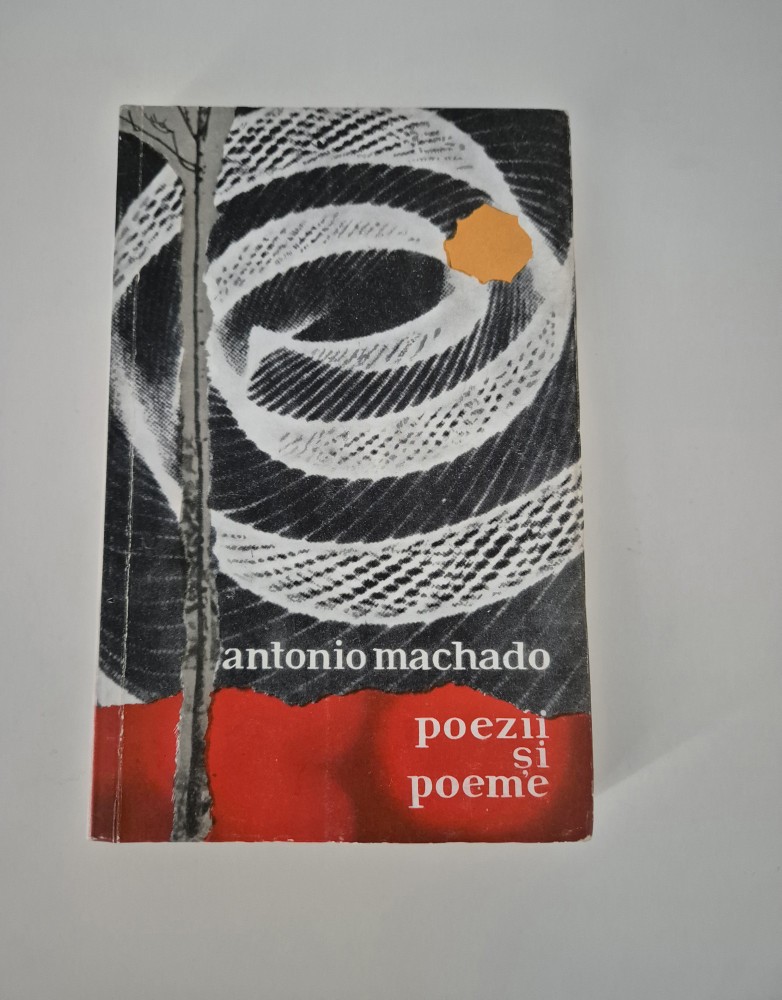 antonio machado
poezii
și
poeme